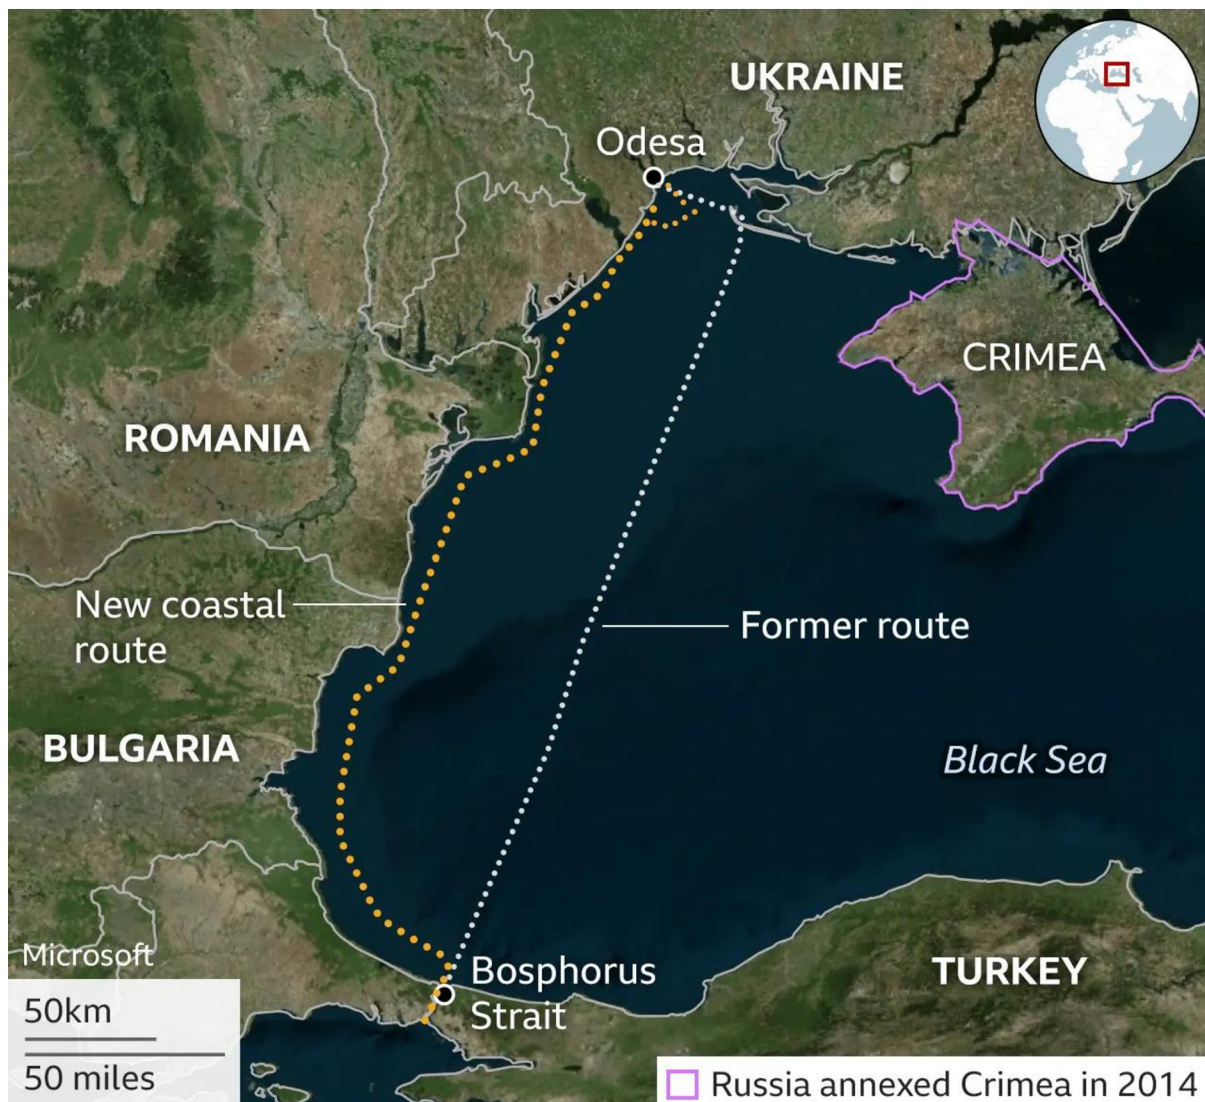 UKRAINE
Odesa
CRIMEA
ROMANIA
New coastal
route
Former route
BULGARIA
Black Sea
Microsoft
Bosphorus
Strait
TURKEY
50km
50 miles
Russia annexed Crimea in 2014